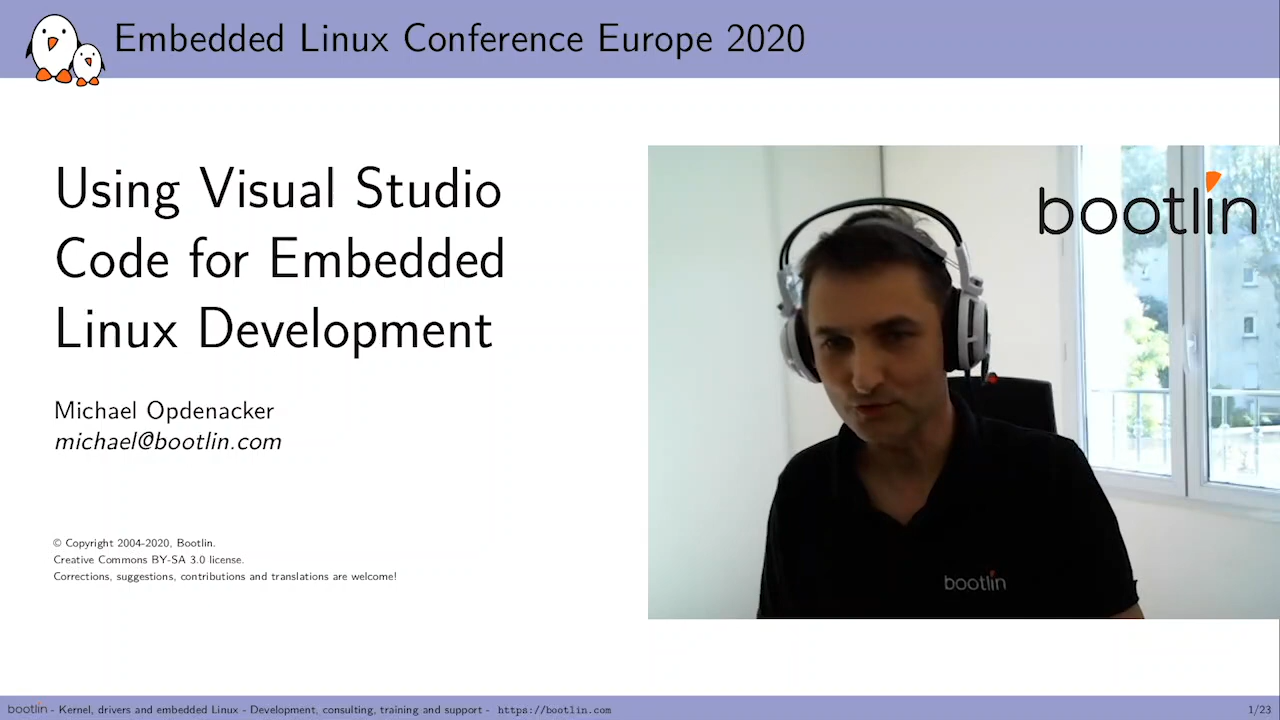 Embedded Linux Conference Europe 2020
Using Visual Studio
Code for Embedded
Linux Development
Michael Opdenacker
michael@bootlin.com
© Copyright 2004-2020, Bootlin.
Creative Commons BY-SA 3.0 license.
Corrections, suggestions, contributions and translations are welcome!
bootlin
bootlin
bootlin - Kernel, drivers and embedded Linux - Development, consulting, training and support - https://bootlin.com
1/23